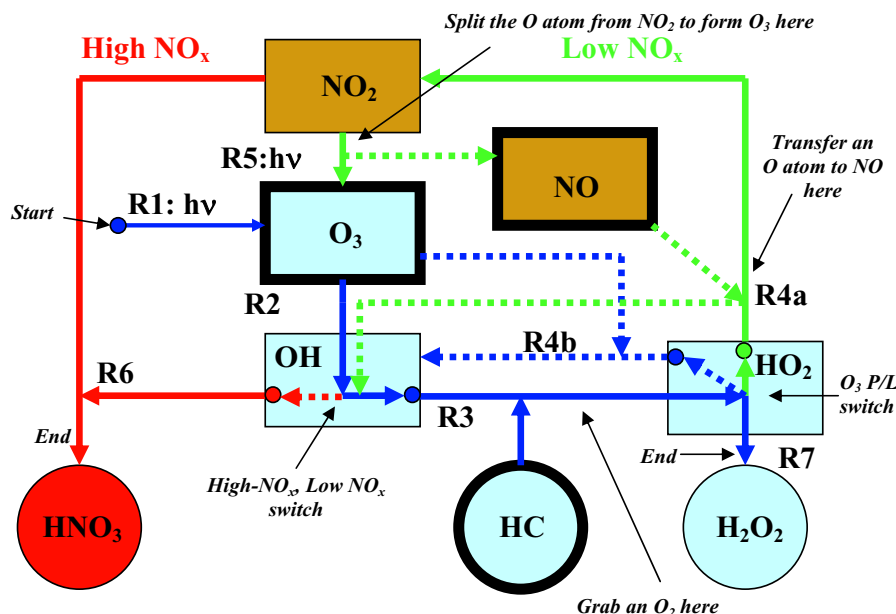 Split the O atom from NO₂ to form O₃ here
High NOₓ
Low NOₓ
NO₂
Transfer an
O atom to NO
here
R5:hν
NO
Start
R1: hν
O₃
R2
R4a
OH
R4b
HO₂
R6
R3
O₃ P/L
switch
End
High-NOₓ, Low NOₓ
switch
End
R7
HNO₃
HC
H₂O₂
Grab an O₂ here